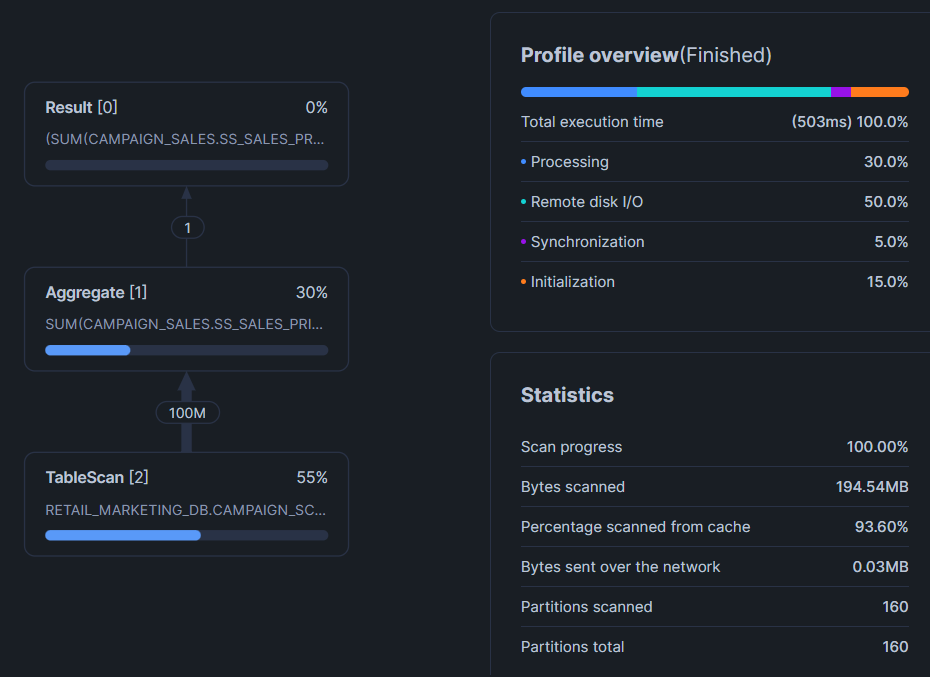 Result [0] 0%
(SUM(CAMPAIGN_SALES.SS_SALES_PR...
1
Aggregate [1] 30%
SUM(CAMPAIGN_SALES.SS_SALES_PRI...
100M
TableScan [2] 55%
RETAIL_MARKETING_DB.CAMPAIGN_SC...
Profile overview(Finished)
Total execution time (503ms) 100.0%
Processing 30.0%
Remote disk I/O 50.0%
Synchronization 5.0%
Initialization 15.0%
Statistics
Scan progress 100.00%
Bytes scanned 194.54MB
Percentage scanned from cache 93.60%
Bytes sent over the network 0.03MB
Partitions scanned 160
Partitions total 160